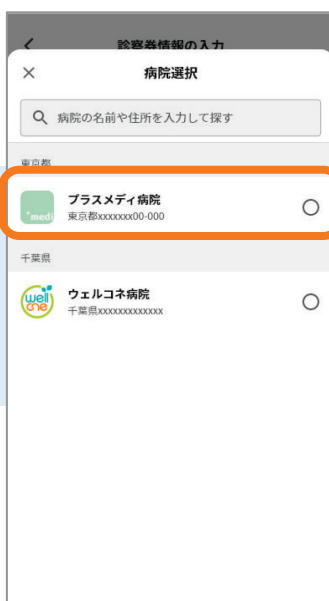 診察券情報の入力
病院選択
病院の名前や住所を入力して探す
東京都
+medi
プラスメディ病院
東京都xxxxxxx00-000
千葉県
well
cne
ウェルコネ病院
千葉県xxxxxxxxxxxxx